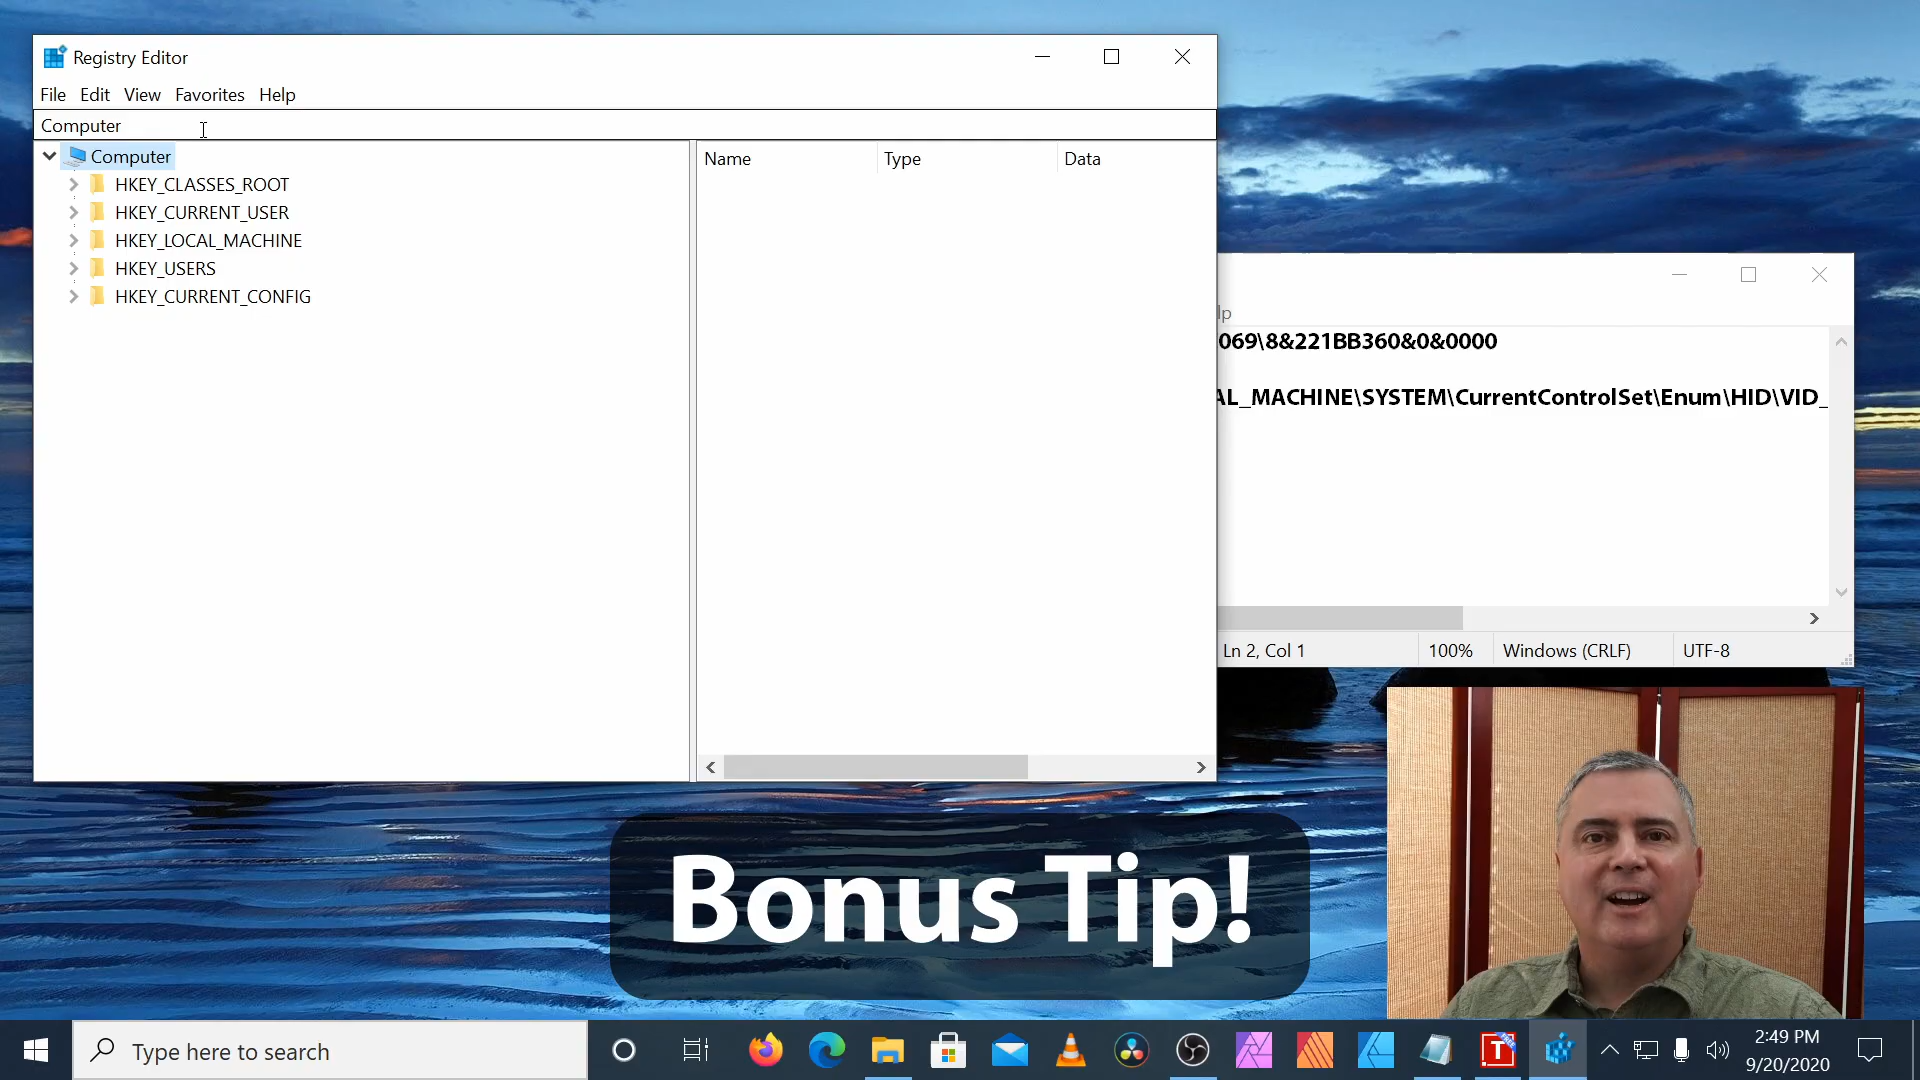 Registry Editor
File Edit View Favorites Help
Computer
Computer
HKEY_CLASSES_ROOT
HKEY_CURRENT_USER
HKEY_LOCAL_MACHINE
HKEY_USERS
HKEY_CURRENT_CONFIG
Name Type Data
lp
069\8&221BB360&0&0000
AL_MACHINE\SYSTEM\CurrentControlSet\Enum\HID\VID_
Ln 2, Col 1 100% Windows (CRLF) UTF-8
Bonus Tip!
Type here to search
T
2:49 PM
9/20/2020